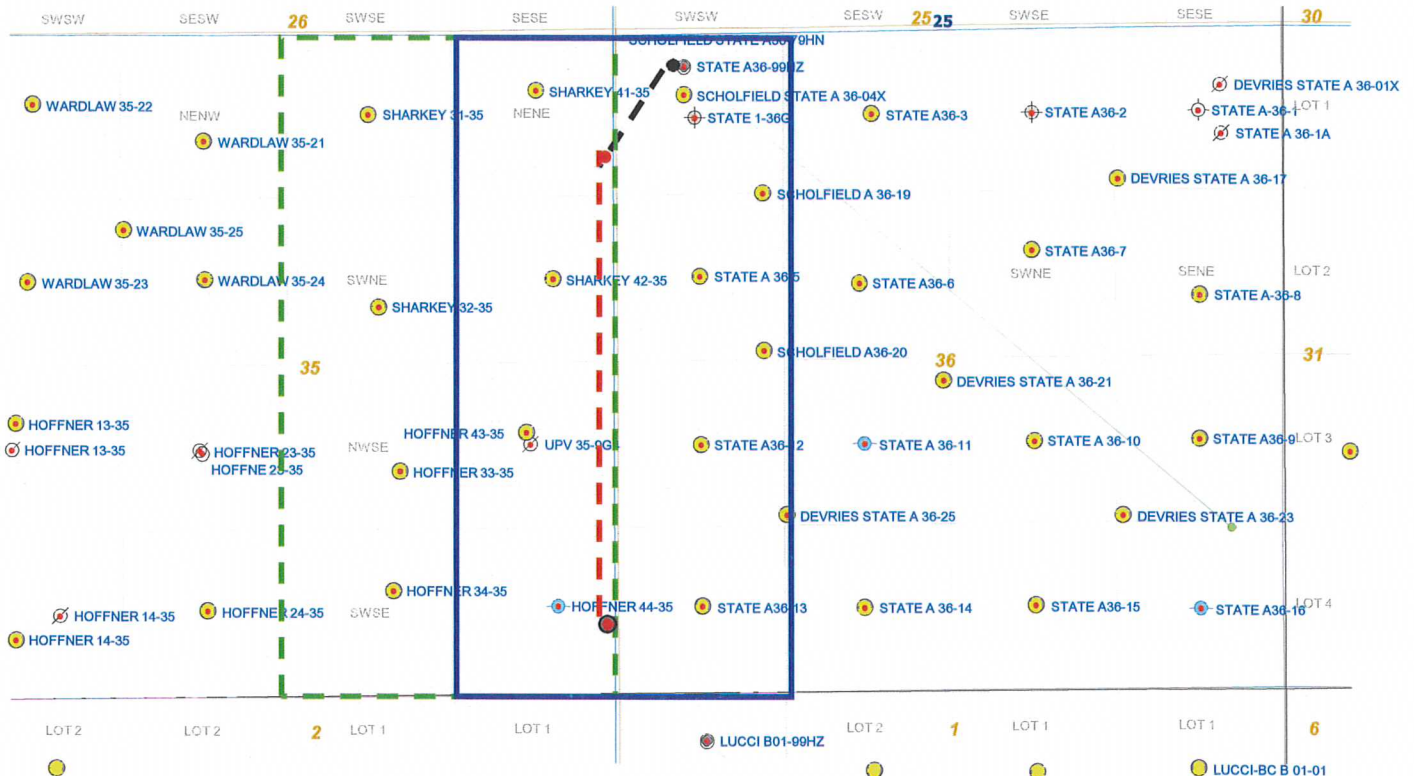 SWSW SESW 26 SWSE SESE SWSW SESW 25 25 SWSE SESE 30
SCHOLFIELD STATE A36-79HN
STATE A36-99HZ
DEVRIES STATE A 36-01X
WARDLAW 35-22 SHARKEY 41-35 SCHOLFIELD STATE A 36-04X
NENW SHARKEY 31-35 NENE STATE 1-36G STATE A36-3 STATE A36-2 STATE A-36-1 LOT 1
WARDLAW 35-21 STATE A 36-1A
DEVRIES STATE A 36-17
SCHOLFIELD A 36-19
WARDLAW 35-25
STATE A36-7
WARDLAW 35-23 WARDLAW 35-24 SWNE SHARKEY 42-35 STATE A 36-5 STATE A36-6 SWNE SENE LOT 2
STATE A-36-8
SHARKEY 32-35
SCHOLFIELD A36-20
35 36 31
DEVRIES STATE A 36-21
HOFFNER 13-35 HOFFNER 43-35
HOFFNER 13-35 HOFFNER 23-35 NWSE UPV 35-9G STATE A36-12 STATE A 36-11 STATE A 36-10 STATE A36-9 LOT 3
HOFFNE 23-35 HOFFNER 33-35
DEVRIES STATE A 36-25 DEVRIES STATE A 36-23
HOFFNER 34-35
HOFFNER 14-35 HOFFNER 24-35 SWSE HOFFNER 44-35 STATE A36-13 STATE A 36-14 STATE A36-15 STATE A36-16 LOT 4
HOFFNER 14-35
LOT 2 LOT 2 2 LOT 1 LOT 1 LOT 2 1 LOT 1 LOT 1 6
LUCCI B01-99HZ
LUCCI-BC B 01-01